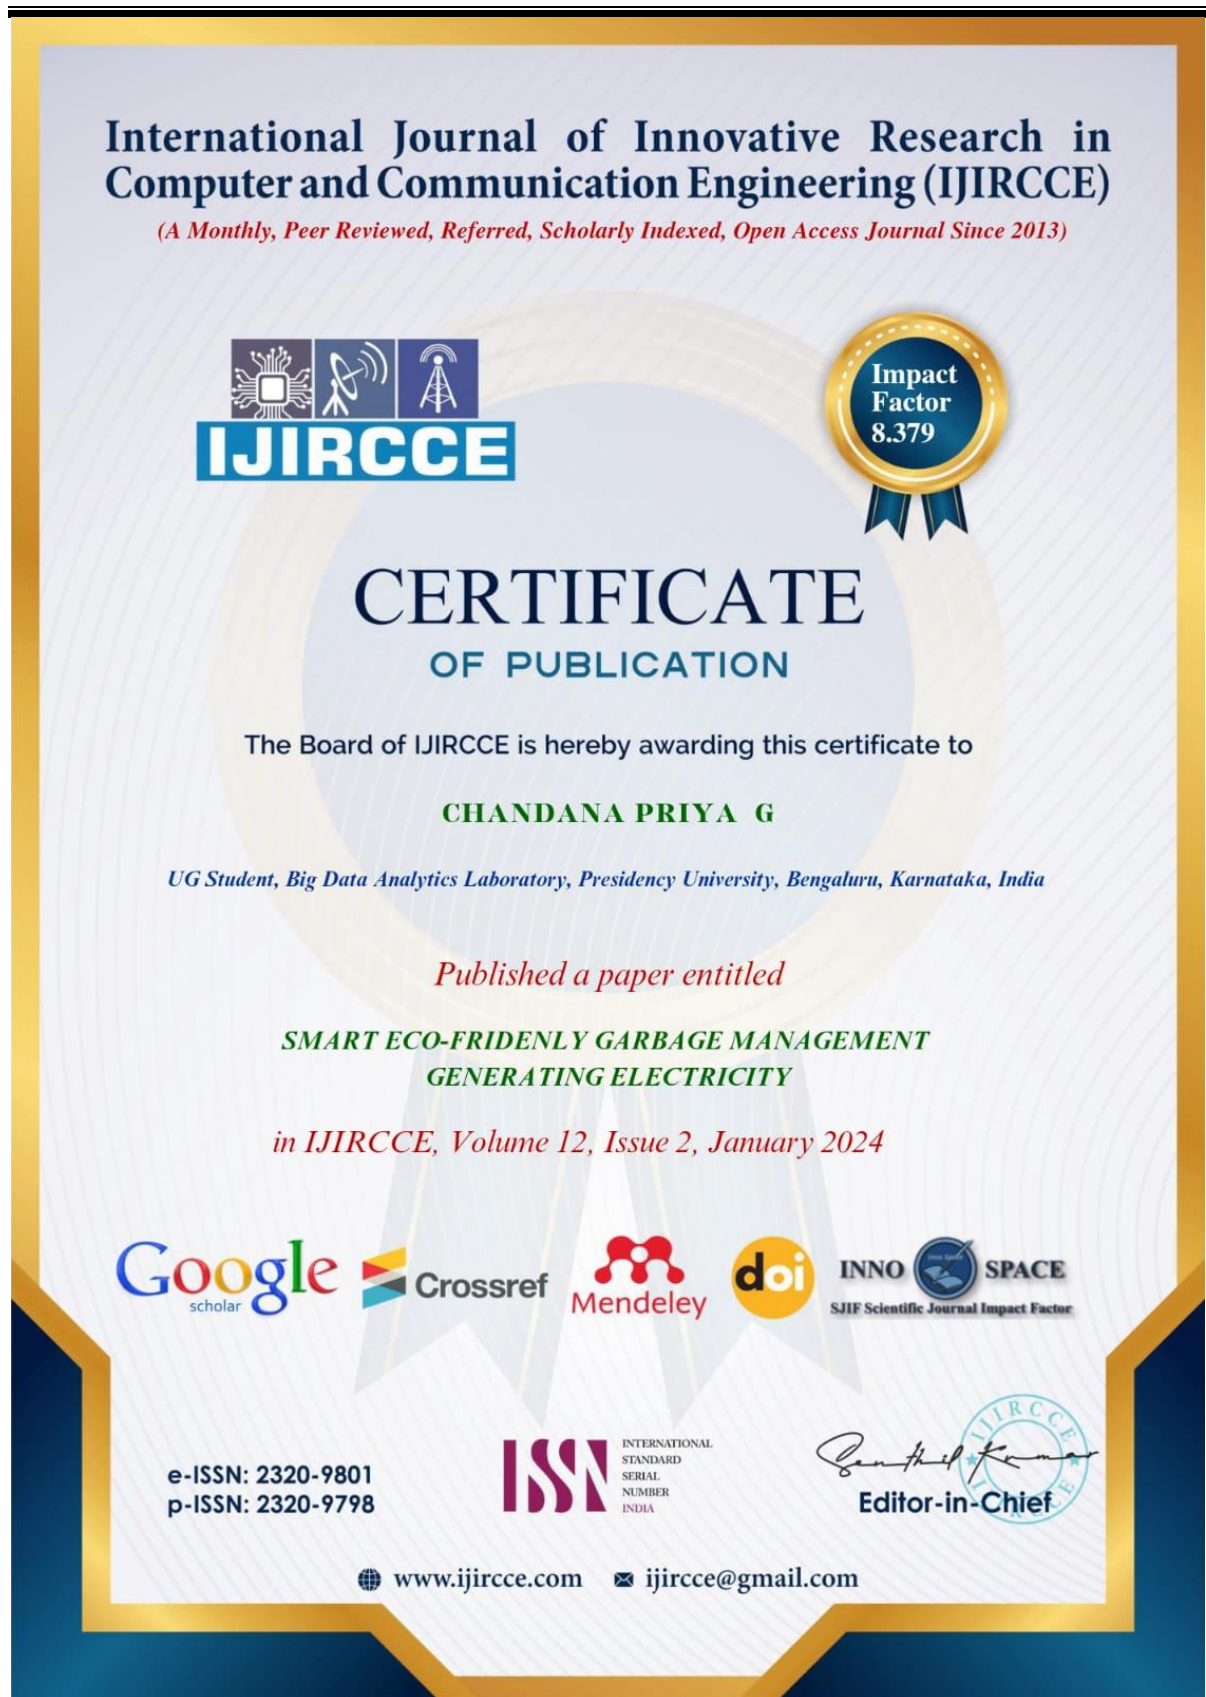 International Journal of Innovative Research in
Computer and Communication Engineering (IJIRCCE)
(A Monthly, Peer Reviewed, Referred, Scholarly Indexed, Open Access Journal Since 2013)
IJIRCCE
Impact
Factor
8.379
CERTIFICATE
OF PUBLICATION
The Board of IJIRCCE is hereby awarding this certificate to
CHANDANA PRIYA G
UG Student, Big Data Analytics Laboratory, Presidency University, Bengaluru, Karnataka, India
Published a paper entitled
SMART ECO-FRIDENLY GARBAGE MANAGEMENT
GENERATING ELECTRICITY
in IJIRCCE, Volume 12, Issue 2, January 2024
Google
scholar
Crossref
Mendeley
doi
INNO SPACE
SJIF Scientific Journal Impact Factor
e-ISSN: 2320-9801
p-ISSN: 2320-9798
ISSN
INTERNATIONAL
STANDARD
SERIAL
NUMBER
INDIA
IJIRCCE
Senthil Kumar
IJIRCCE
Editor-in-Chief
www.ijircce.com ijircce@gmail.com